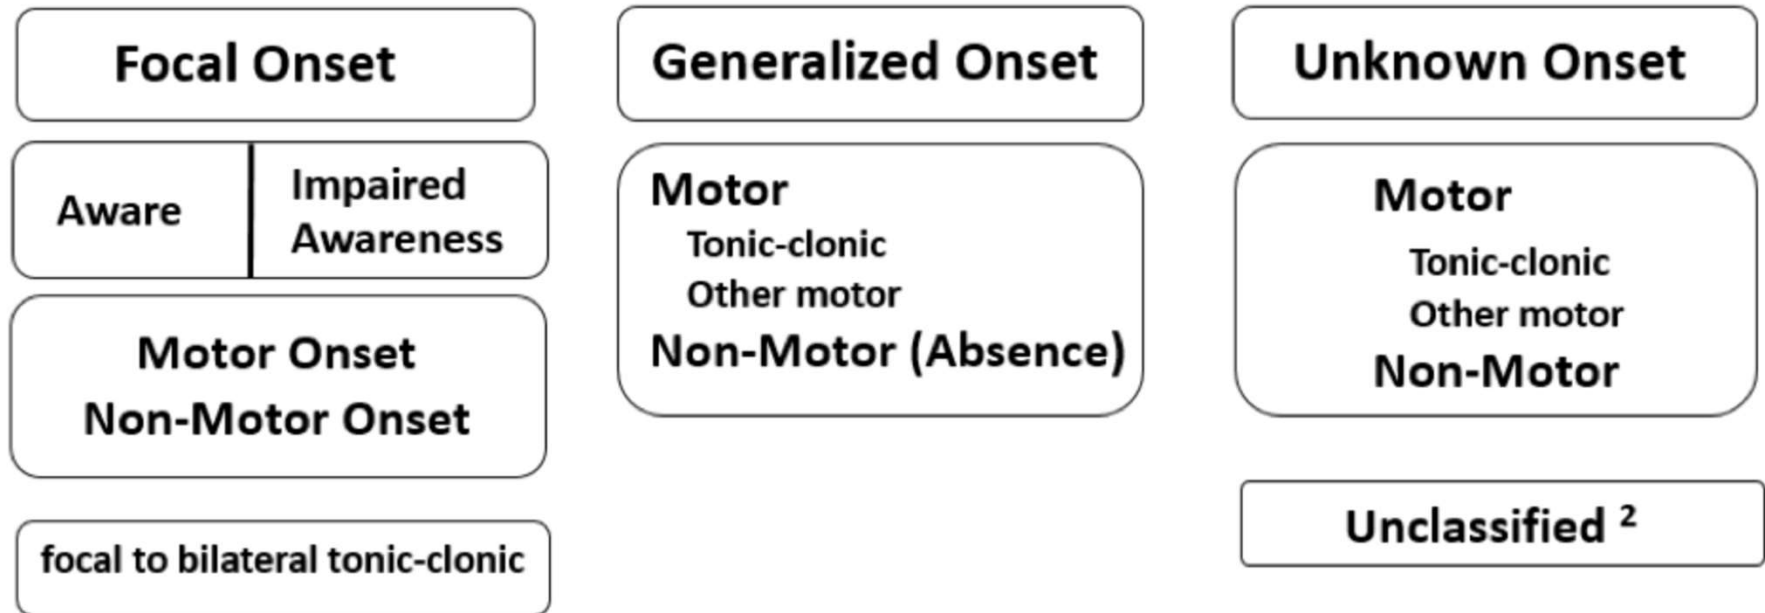 Focal Onset
Aware
Impaired
Awareness
Motor Onset
Non-Motor Onset
focal to bilateral tonic-clonic
Generalized Onset
Motor
Tonic-clonic
Other motor
Non-Motor (Absence)
Unknown Onset
Motor
Tonic-clonic
Other motor
Non-Motor
Unclassified ²